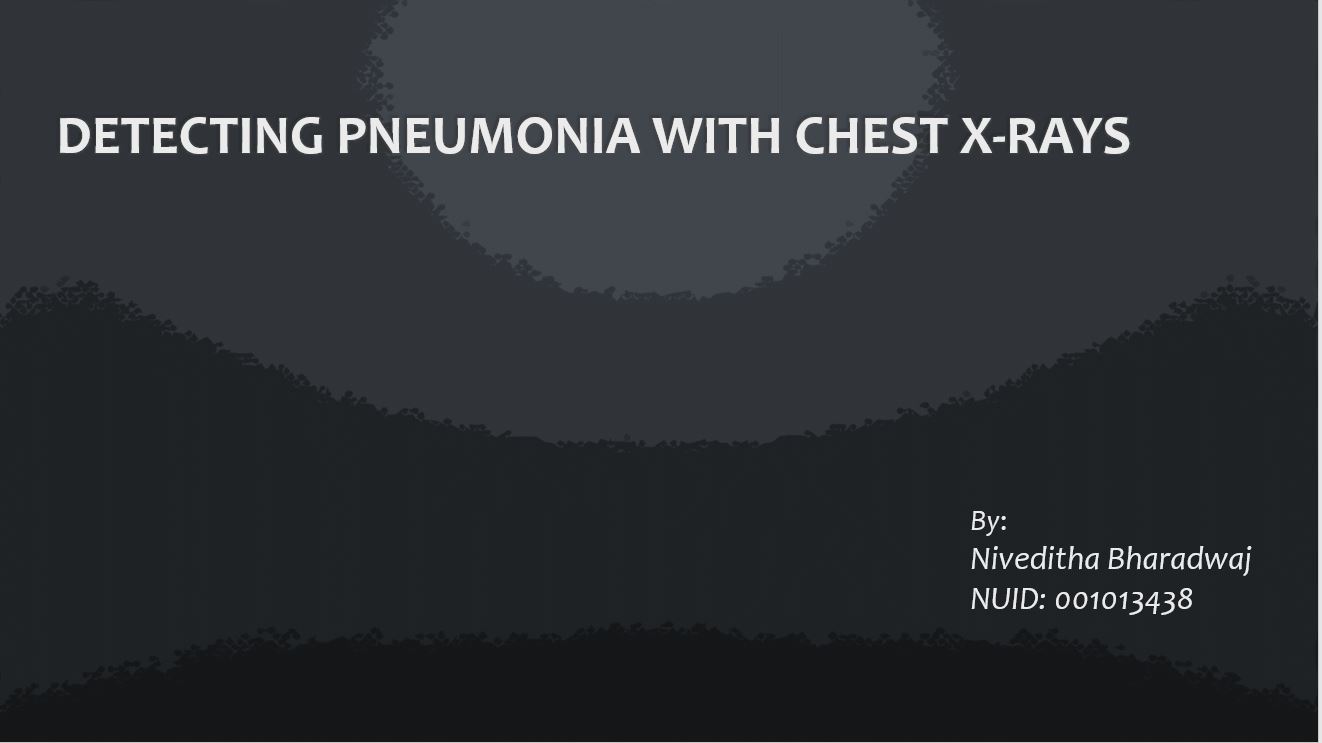 DETECTING PNEUMONIA WITH CHEST X-RAYS
By:
Niveditha Bharadwaj
NUID: 001013438